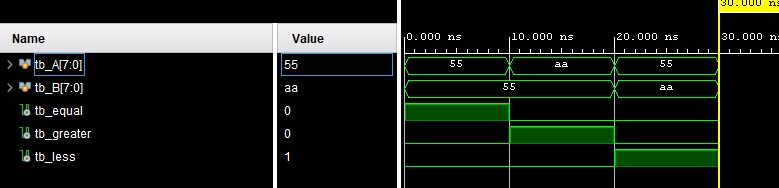 30.000 ns
Name Value 0.000 ns 10.000 ns 20.000 ns 30.000 ns
tb_A[7:0] 55 55 aa 55
tb_B[7:0] aa 55 aa
tb_equal 0
tb_greater 0
tb_less 1